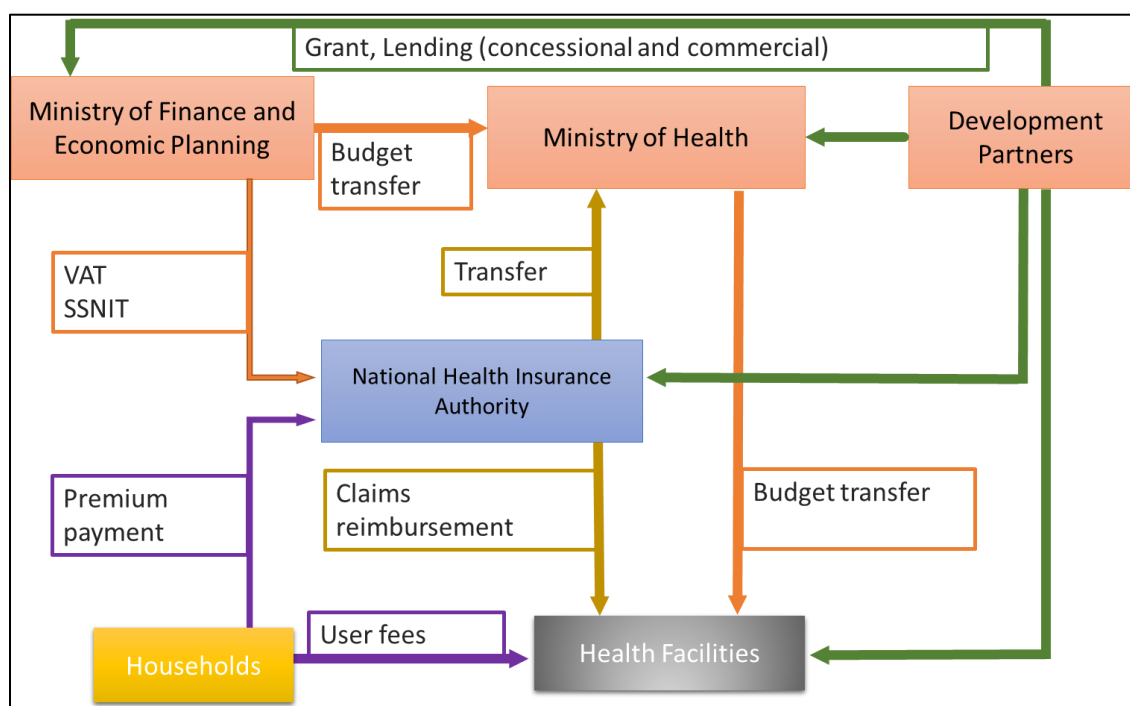 Grant, Lending (concessional and commercial)
Ministry of Finance and
Economic Planning
Budget
transfer
Ministry of Health
Development
Partners
VAT
SSNIT
Transfer
National Health Insurance
Authority
Premium
payment
Claims
reimbursement
Budget transfer
User fees
Households
Health Facilities